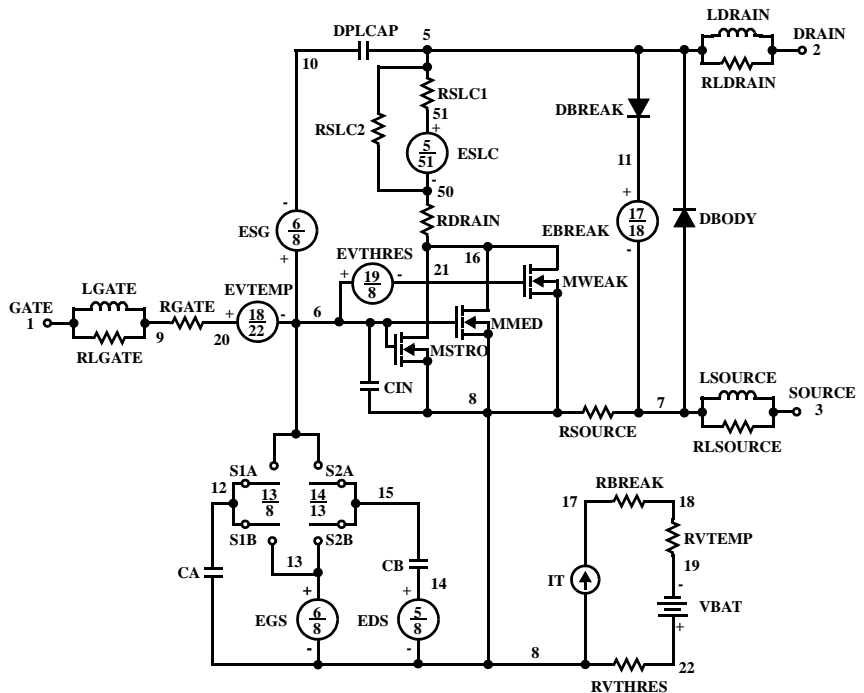 LDRAIN
DPLCAP 5 DRAIN
10 2
RSLC1 RLDRAIN
51 DBREAK
RSLC2 +
5
51
ESLC
11
- 50
- +
6
8
ESG RDRAIN EBREAK 17
18
DBODY
+ EVTHRES 16 -
+ 19
8
- 21 MWEAK
LGATE EVTEMP
GATE RGATE + 18
22
- 6 MMED
1 9 20 MSTRO
RLGATE
CIN LSOURCE
8 7 SOURCE
RSOURCE 3
RLSOURCE
S1A S2A
12 13
8
14
13
15 RBREAK
17 18
S1B S2B RVTEMP
13 CB 19
CA 14 IT -
+ + VBAT
EGS 6
8
EDS 5
8
+
- - 8 22
RVTHRES